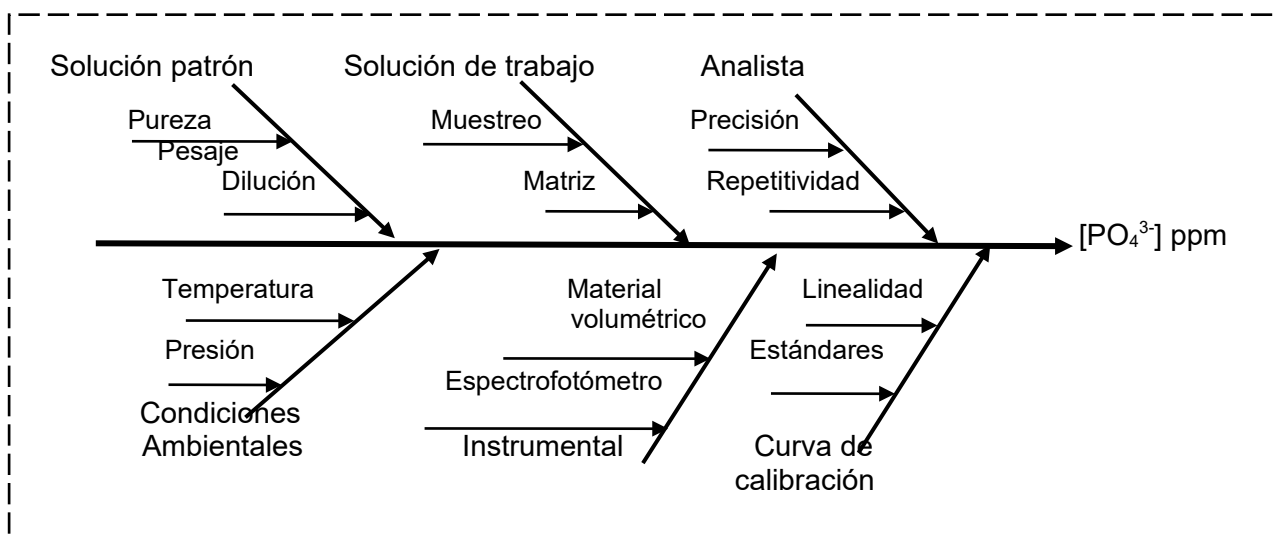 Solución patrón
Solución de trabajo
Analista
Pureza
Pesaje
Dilución
Muestreo
Matriz
Precisión
Repetitividad
[PO₄³⁻] ppm
Temperatura
Presión
Condiciones
Ambientales
Material
volumétrico
Espectrofotómetro
Instrumental
Linealidad
Estándares
Curva de
calibración